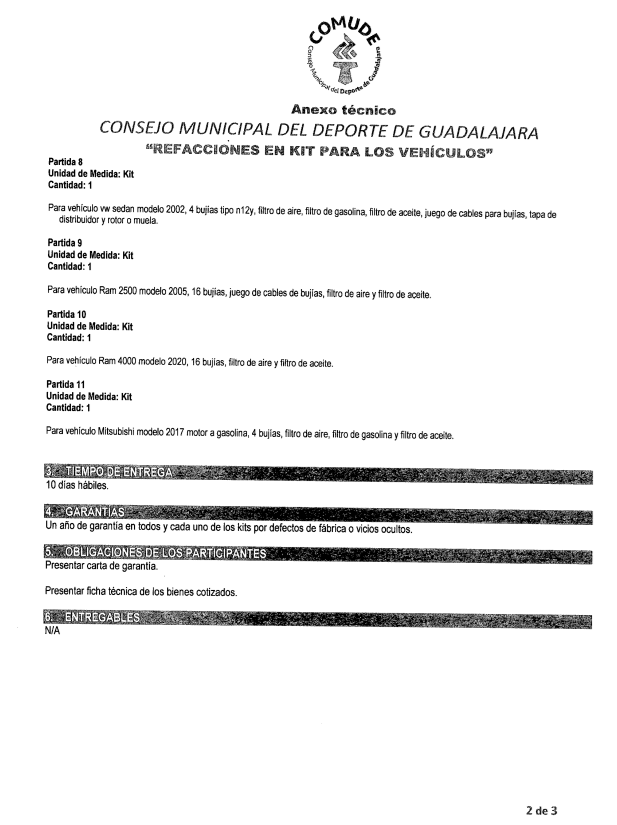 COMUDE
Consejo Municipal del Deporte de Guadalajara
Anexo técnico
CONSEJO MUNICIPAL DEL DEPORTE DE GUADALAJARA
“REFACCIONES EN KIT PARA LOS VEHÍCULOS”
Partida 8
Unidad de Medida: Kit
Cantidad: 1
Para vehículo vw sedan modelo 2002, 4 bujías tipo n12y, filtro de aire, filtro de gasolina, filtro de aceite, juego de cables para bujías, tapa de
distribuidor y rotor o muela.
Partida 9
Unidad de Medida: Kit
Cantidad: 1
Para vehículo Ram 2500 modelo 2005, 16 bujías, juego de cables de bujías, filtro de aire y filtro de aceite.
Partida 10
Unidad de Medida: Kit
Cantidad: 1
Para vehículo Ram 4000 modelo 2020, 16 bujías, filtro de aire y filtro de aceite.
Partida 11
Unidad de Medida: Kit
Cantidad: 1
Para vehículo Mitsubishi modelo 2017 motor a gasolina, 4 bujías, filtro de aire, filtro de gasolina y filtro de aceite.
3. TIEMPO DE ENTREGA
10 días hábiles.
4. GARANTÍAS
Un año de garantía en todos y cada uno de los kits por defectos de fábrica o vicios ocultos.
5. OBLIGACIONES DE LOS PARTICIPANTES
Presentar carta de garantía.
Presentar ficha técnica de los bienes cotizados.
6. ENTREGABLES
N/A
2 de 3